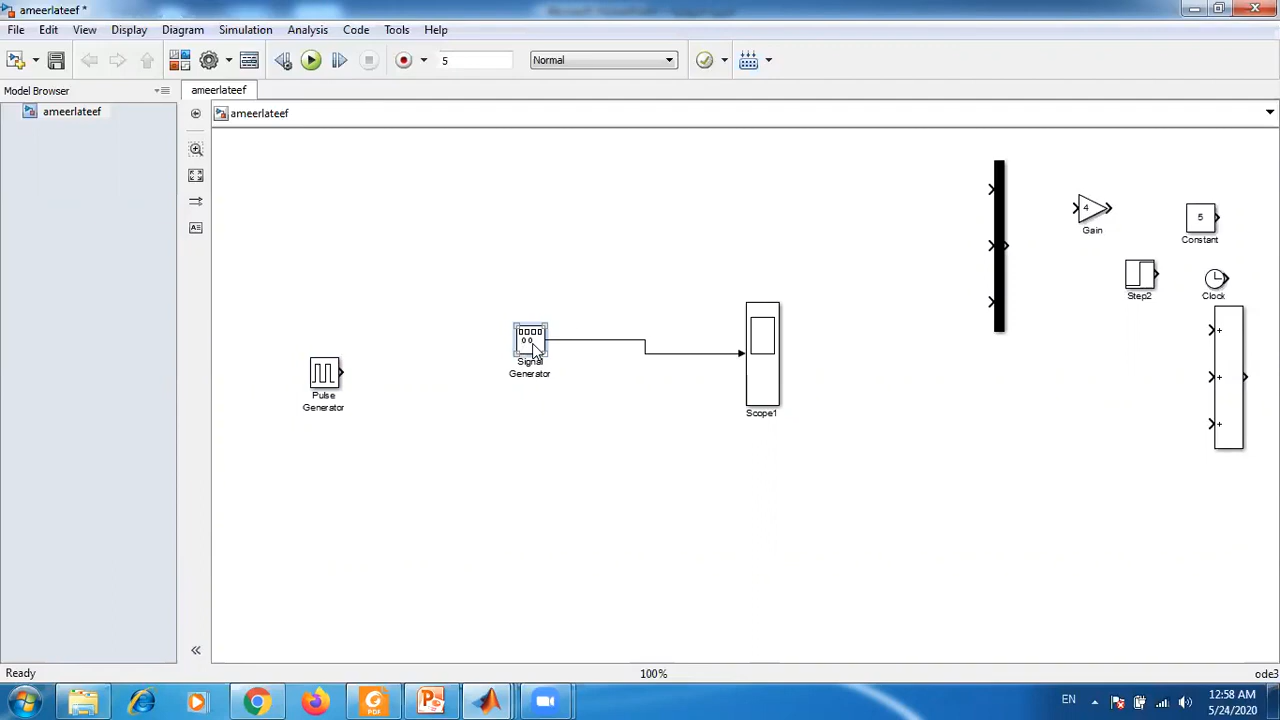 ameerlateef *
File Edit View Display Diagram Simulation Analysis Code Tools Help
5 Normal
Model Browser
ameerlateef
ameerlateef
ameerlateef
4
Gain
5
Constant
Step2
Clock
+
+
+
Signal
Generator
Pulse
Generator
Scope1
Ready 100% ode3
PDF
EN
12:58 AM
5/24/2020